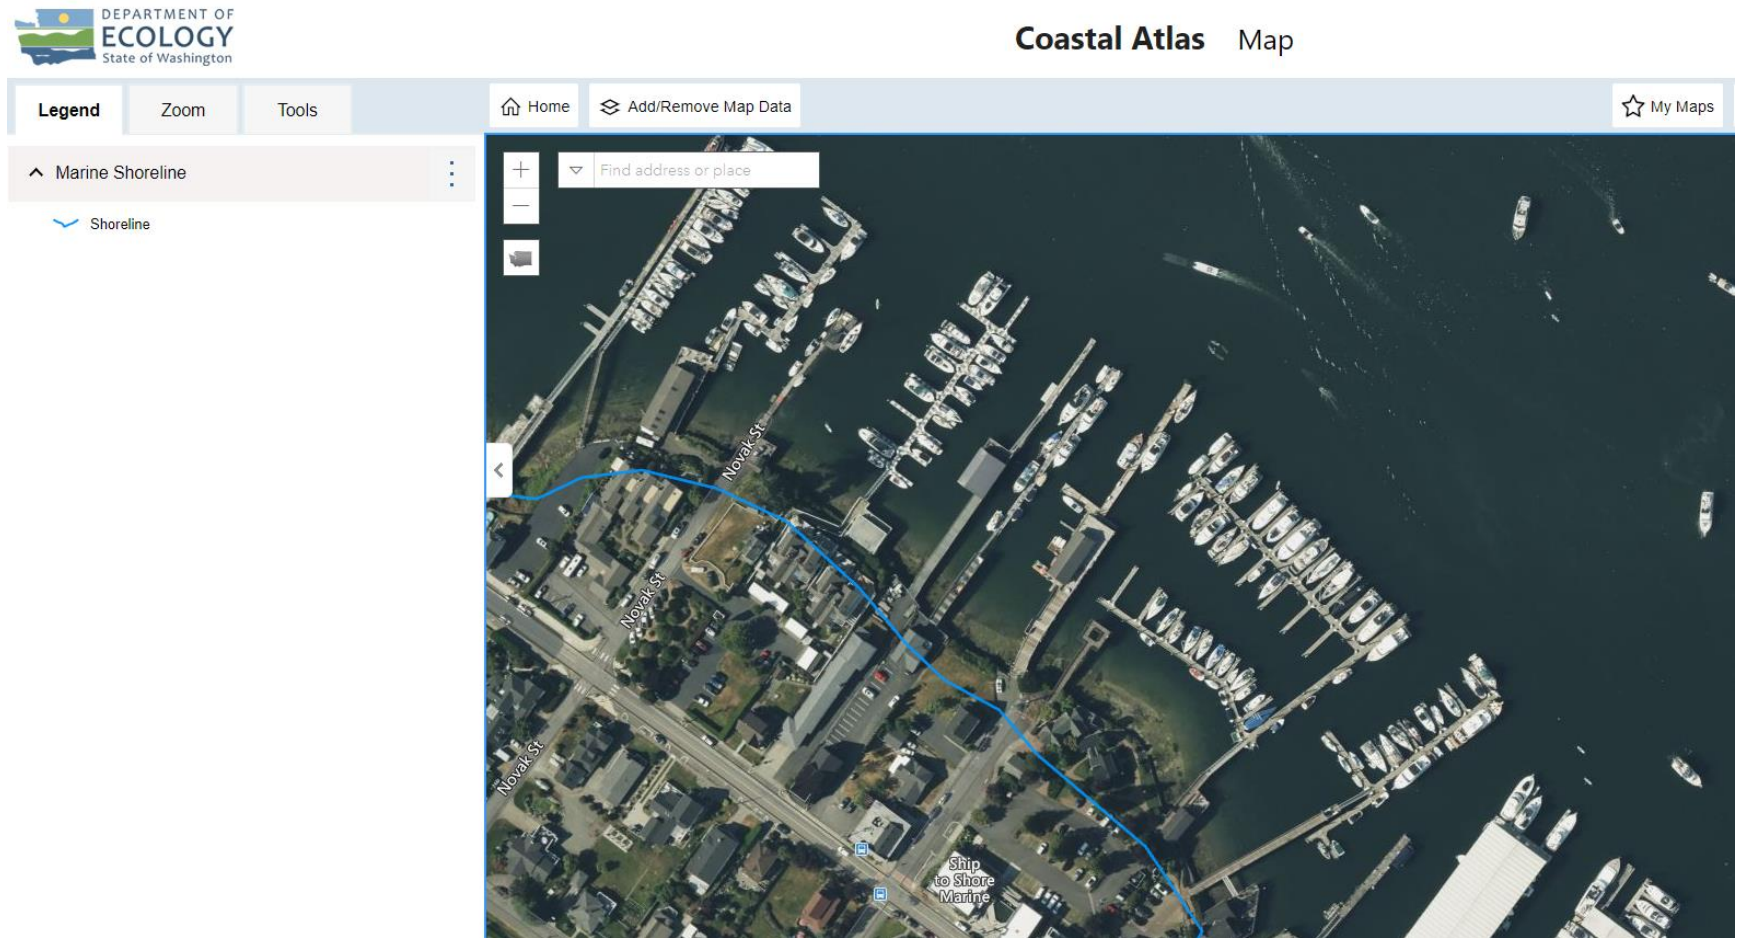 DEPARTMENT OF
ECOLOGY
State of Washington
Coastal Atlas Map
Legend
Zoom
Tools
Home
Add/Remove Map Data
My Maps
Marine Shoreline
Shoreline
Find address or place
Novak St
Novak St
Novak St
Ship
to Shore
Marine